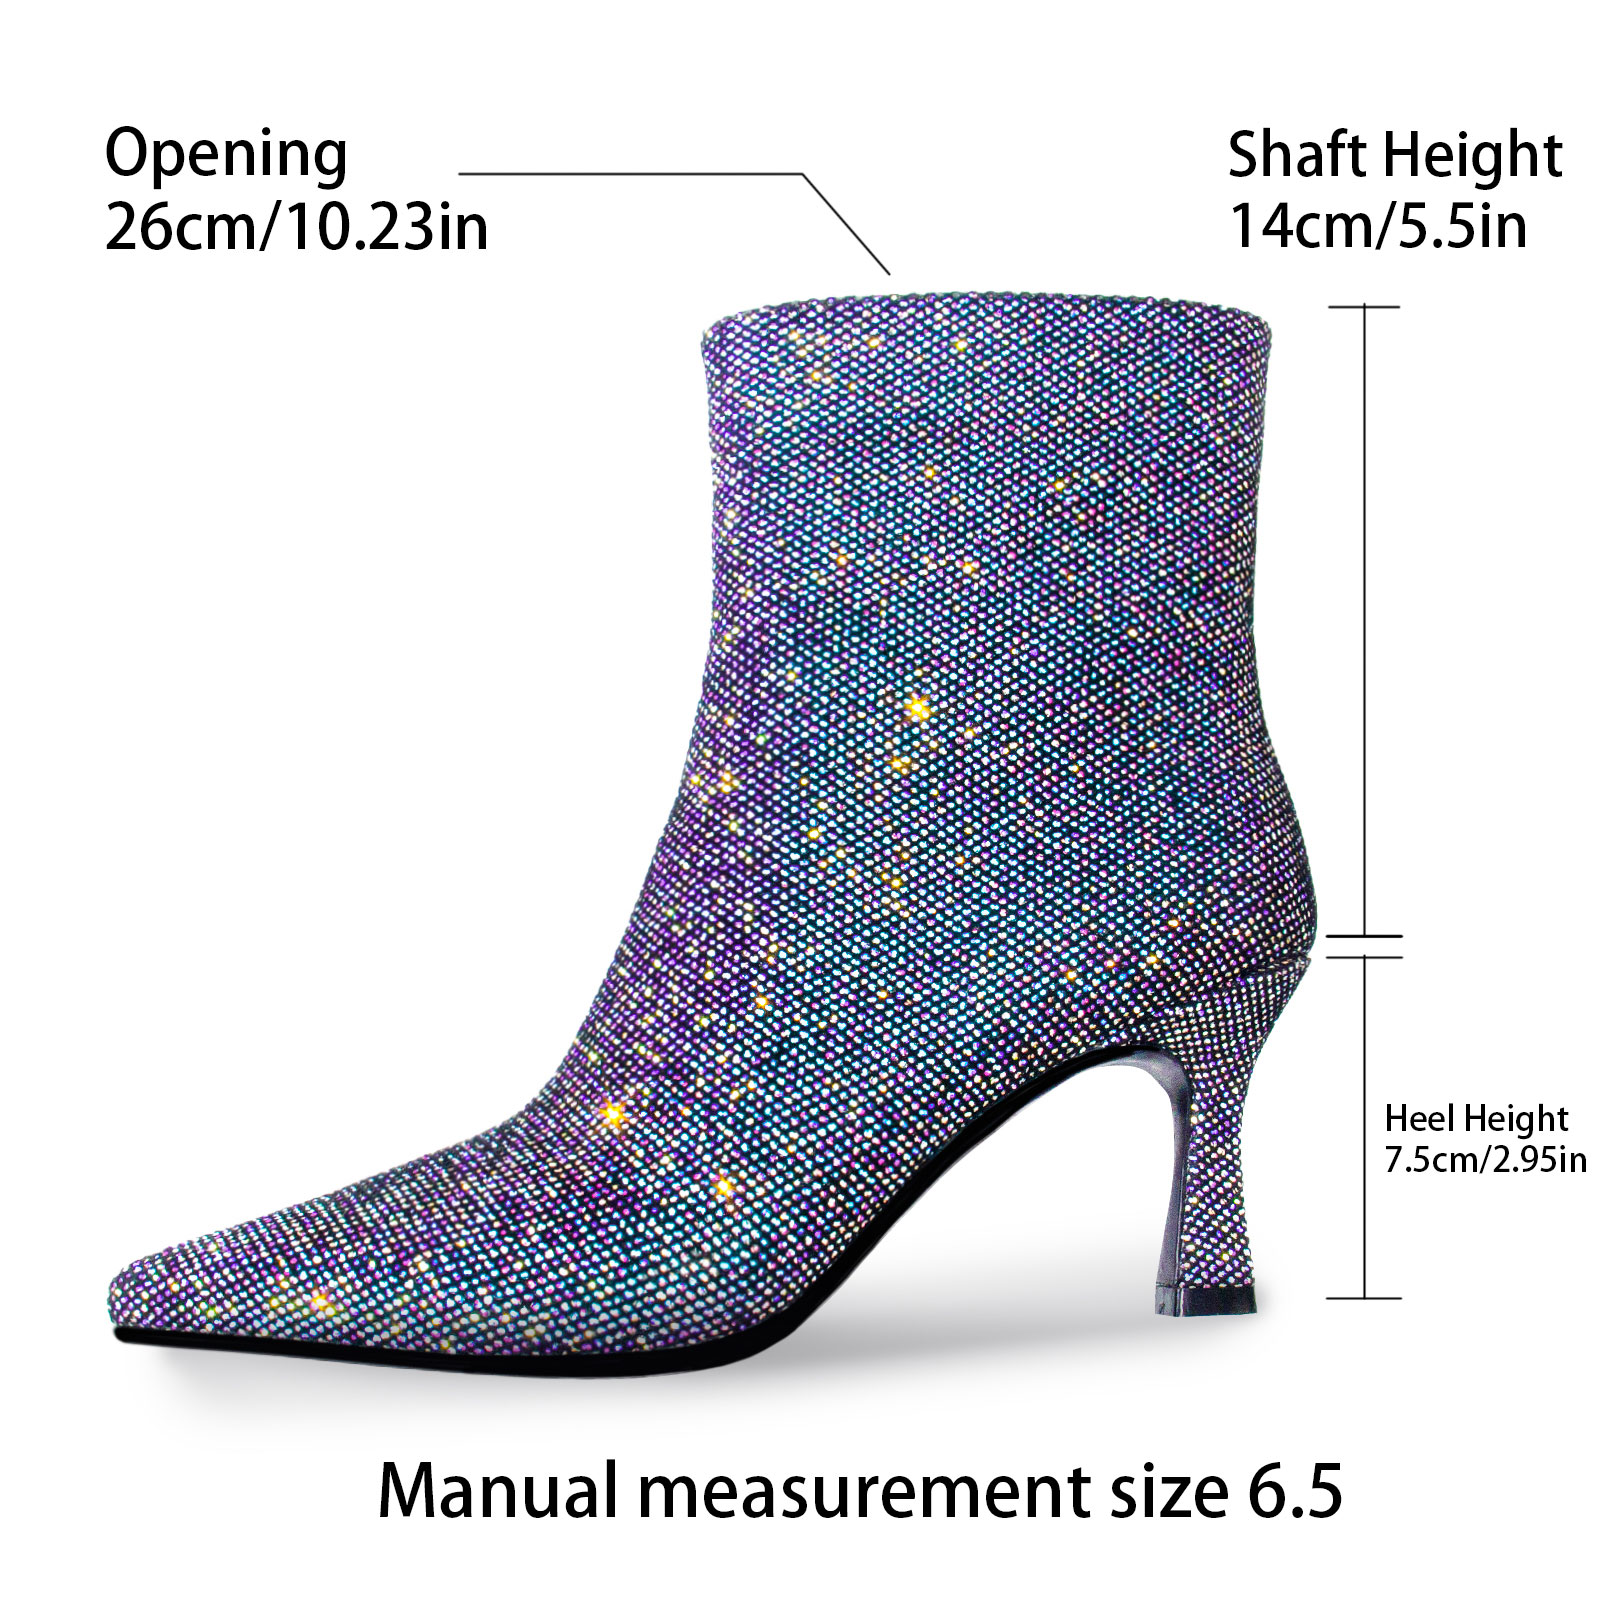 Opening
26cm/10.23in
Shaft Height
14cm/5.5in
Heel Height
7.5cm/2.95in
Manual measurement size 6.5